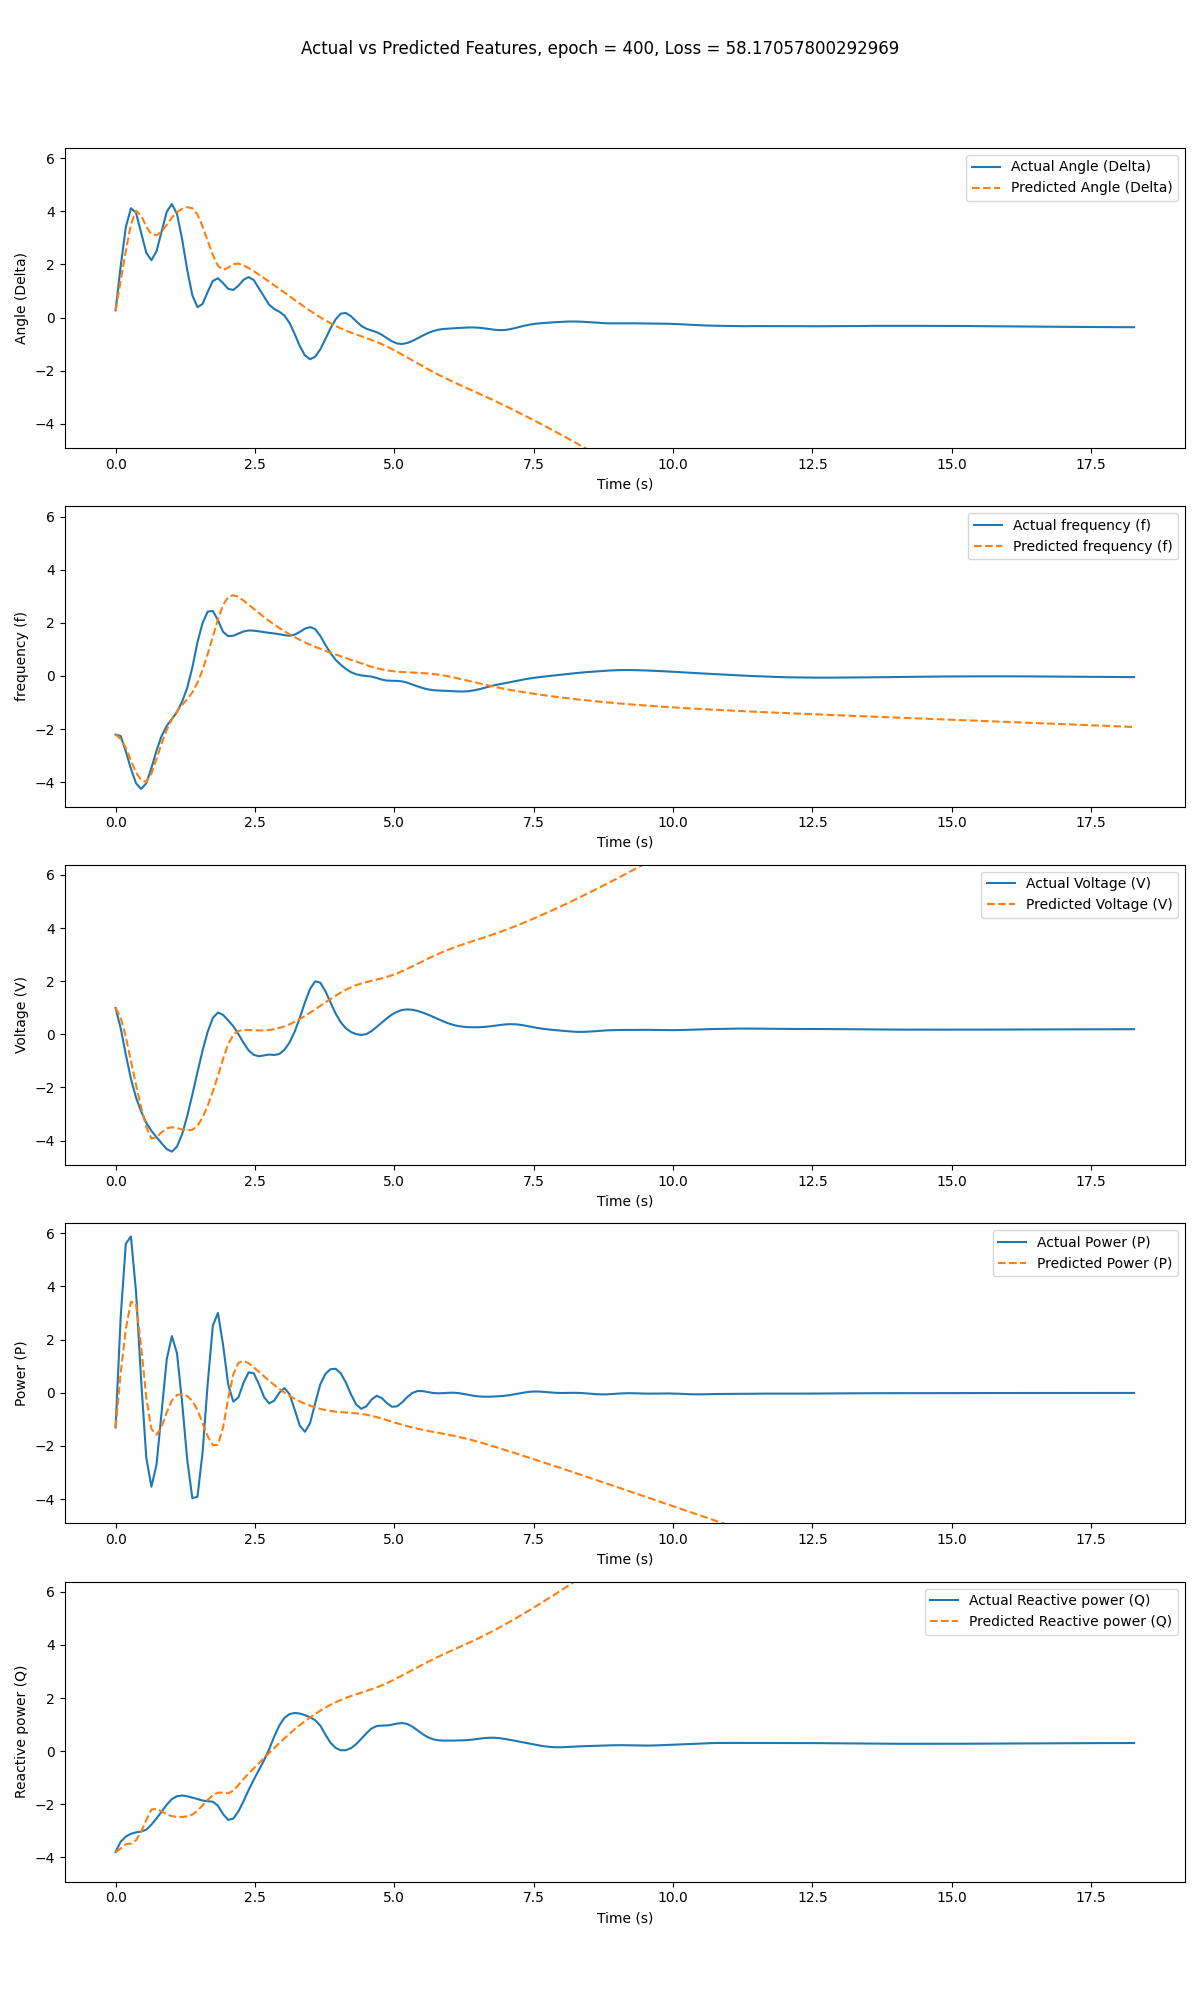 Actual vs Predicted Features, epoch = 400, Loss = 58.17057800292969
Actual Angle (Delta)
Predicted Angle (Delta)
Angle (Delta)
6
4
2
0
−2
−4
0.0 2.5 5.0 7.5 10.0 12.5 15.0 17.5
Time (s)
Actual frequency (f)
Predicted frequency (f)
frequency (f)
6
4
2
0
−2
−4
0.0 2.5 5.0 7.5 10.0 12.5 15.0 17.5
Time (s)
Actual Voltage (V)
Predicted Voltage (V)
Voltage (V)
6
4
2
0
−2
−4
0.0 2.5 5.0 7.5 10.0 12.5 15.0 17.5
Time (s)
Actual Power (P)
Predicted Power (P)
Power (P)
6
4
2
0
−2
−4
0.0 2.5 5.0 7.5 10.0 12.5 15.0 17.5
Time (s)
Actual Reactive power (Q)
Predicted Reactive power (Q)
Reactive power (Q)
6
4
2
0
−2
−4
0.0 2.5 5.0 7.5 10.0 12.5 15.0 17.5
Time (s)